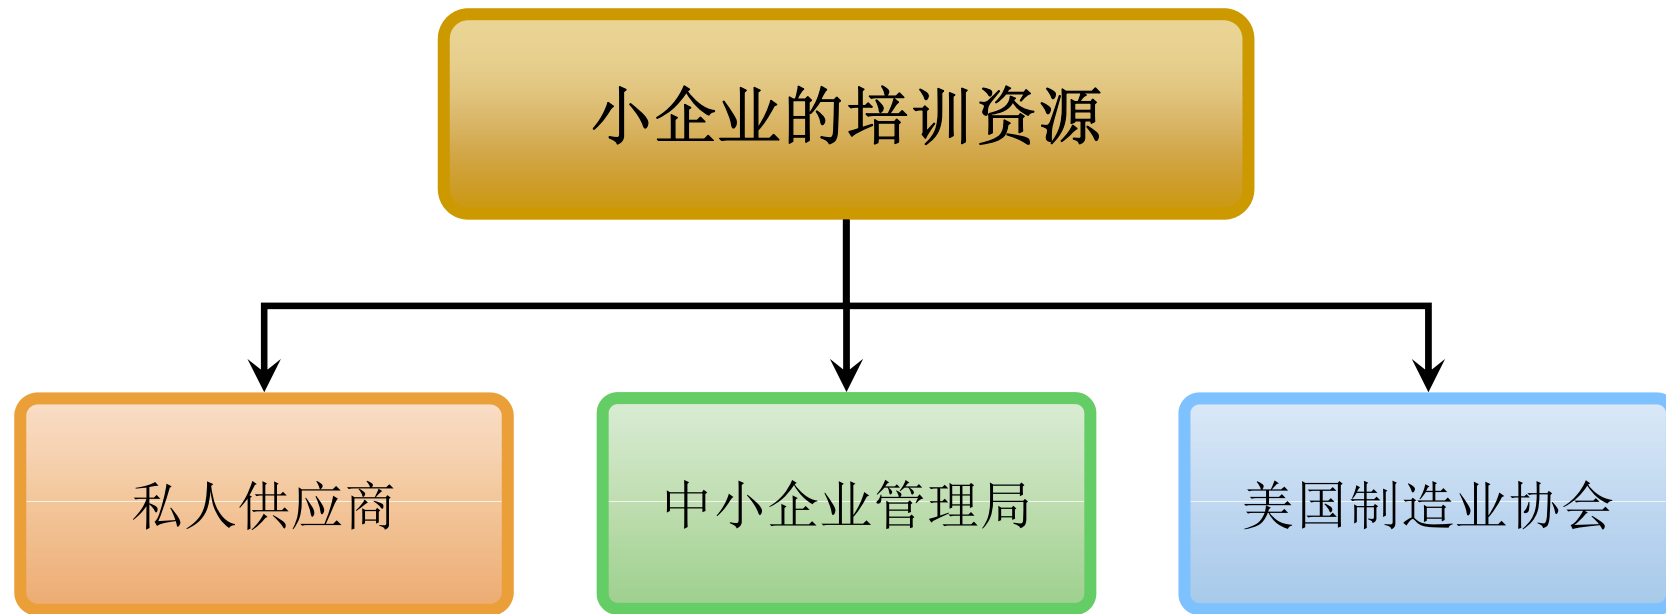 小企业的培训资源
私人供应商
中小企业管理局
美国制造业协会